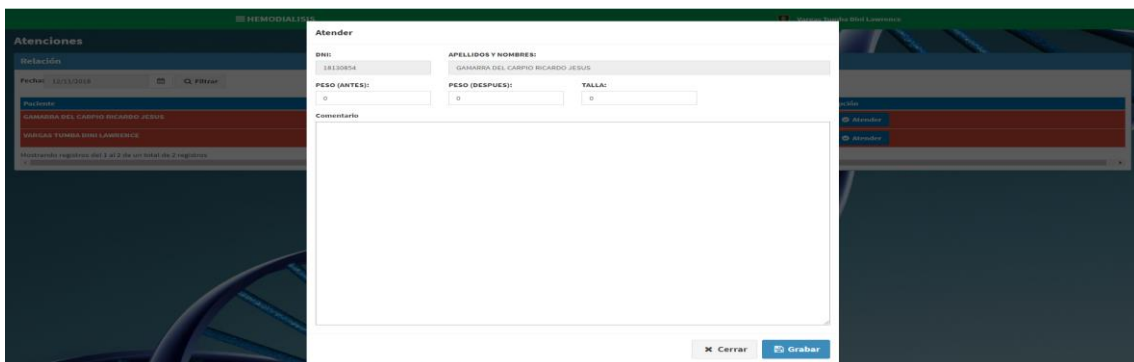 HEMODIALISIS
Vargas Tumba Dini Lawrence
Atenciones
Relación
Fecha: 12/12/2018 Filtrar
Paciente
GAMARRA DEL CARPIO RICARDO JESUS
Atender
VARGAS TUMBA DINI LAWRENCE
Atender
Mostrando registros del 1 al 2 de un total de 2 registros
Atender
DNI: APELLIDOS Y NOMBRES:
18130854 GAMARRA DEL CARPIO RICARDO JESUS
PESO (ANTES): PESO (DESPUES): TALLA:
0 0 0
Comentario
Cerrar Grabar